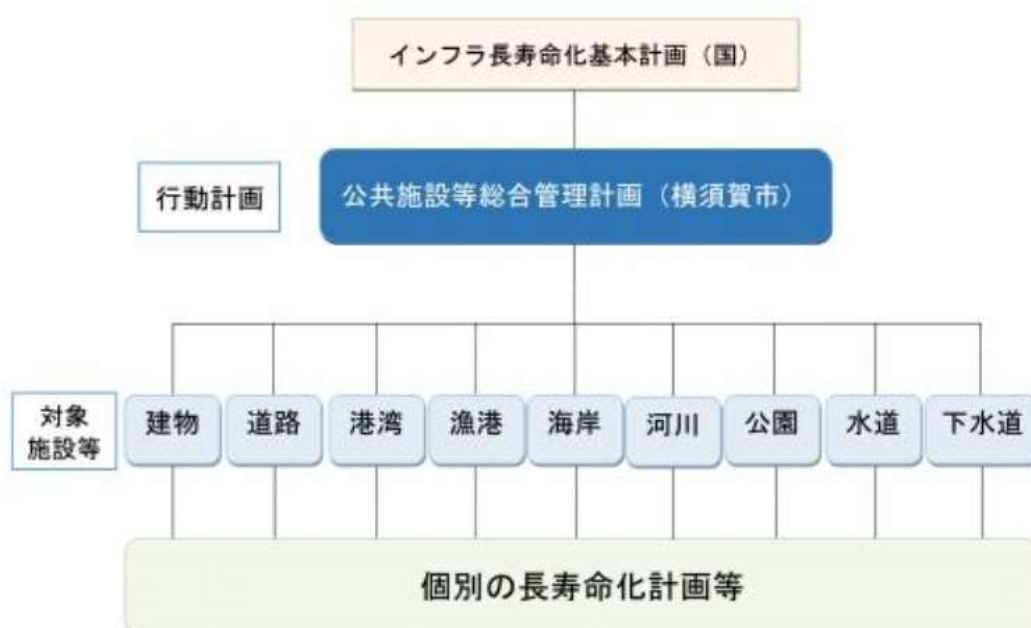 インフラ長寿命化基本計画（国）
行動計画
公共施設等総合管理計画（横須賀市）
対象
施設等
建物
道路
港湾
漁港
海岸
河川
公園
水道
下水道
個別の長寿命化計画等